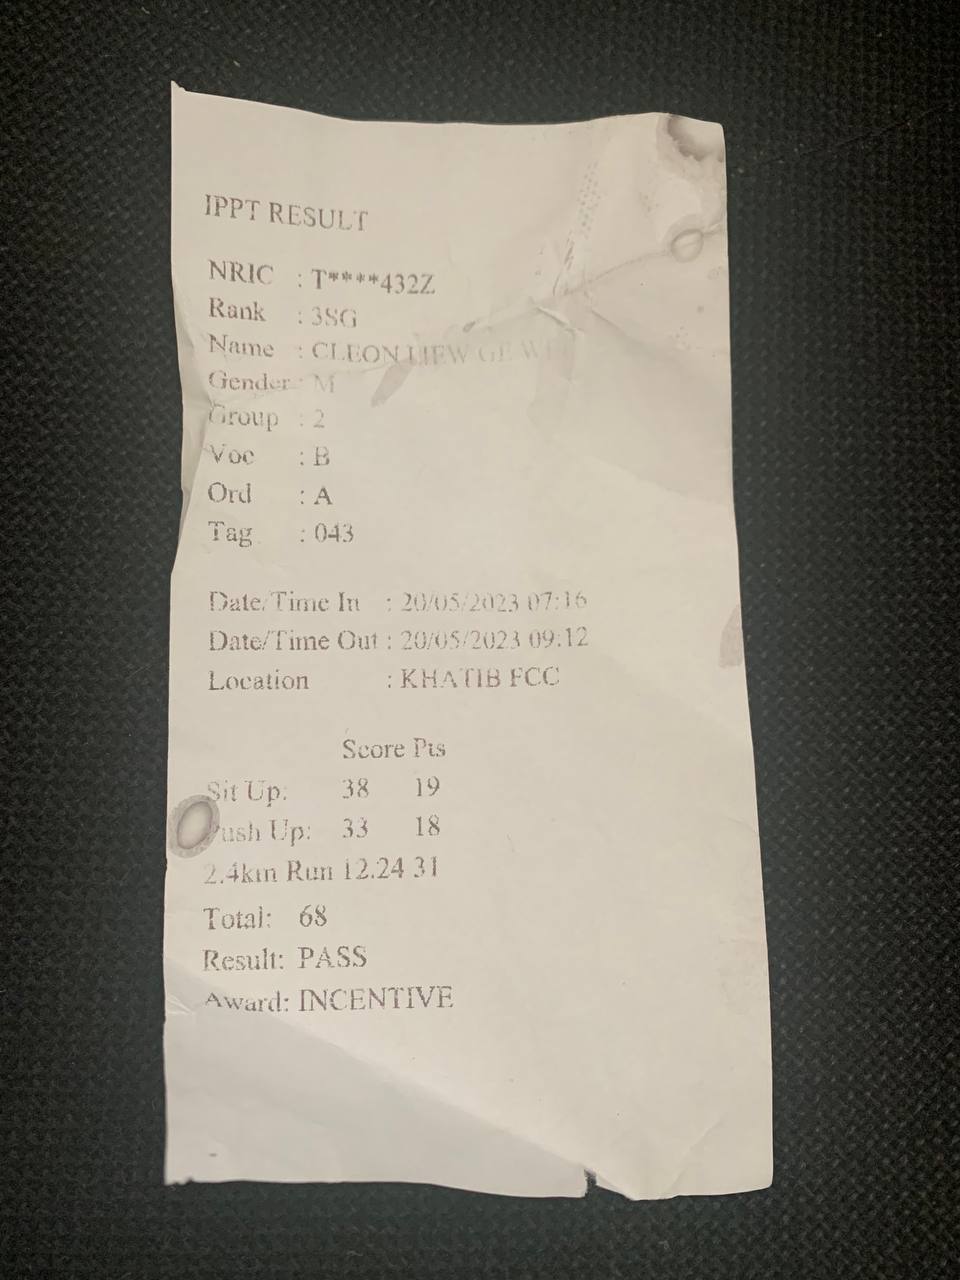 IPPT RESULT
NRIC : T****432Z
Rank : 3SG
Name : CLEON LIEW GE W
Gender : M
Group : 2
Voc : B
Ord : A
Tag : 043
Date/Time In : 20/05/2023 07:16
Date/Time Out : 20/05/2023 09:12
Location : KHATIB FCC
Score Pts
Sit Up: 38 19
Push Up: 33 18
2.4km Run 12.24 31
Total: 68
Result: PASS
Award: INCENTIVE